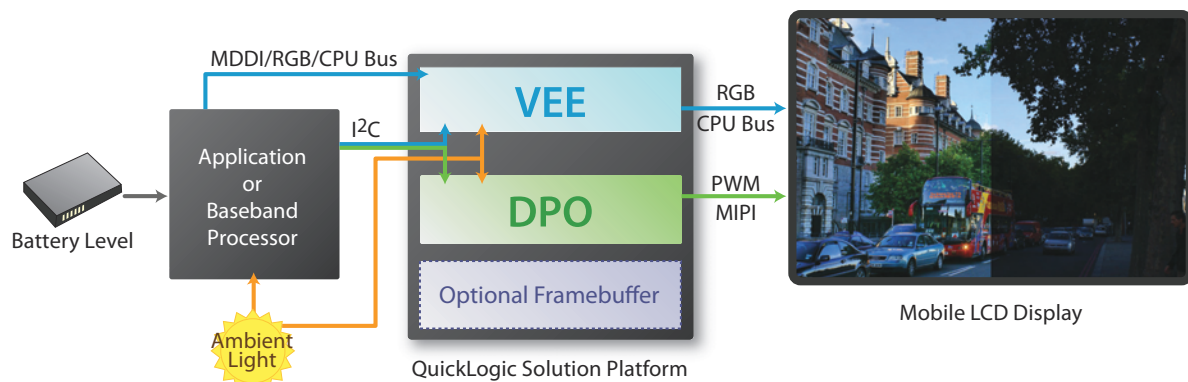 MDDI/RGB/CPU Bus
VEE
RGB
CPU Bus
I²C
Application
or
Baseband
Processor
DPO
PWM
MIPI
Battery Level
Optional Framebuffer
Mobile LCD Display
Ambient
Light
QuickLogic Solution Platform